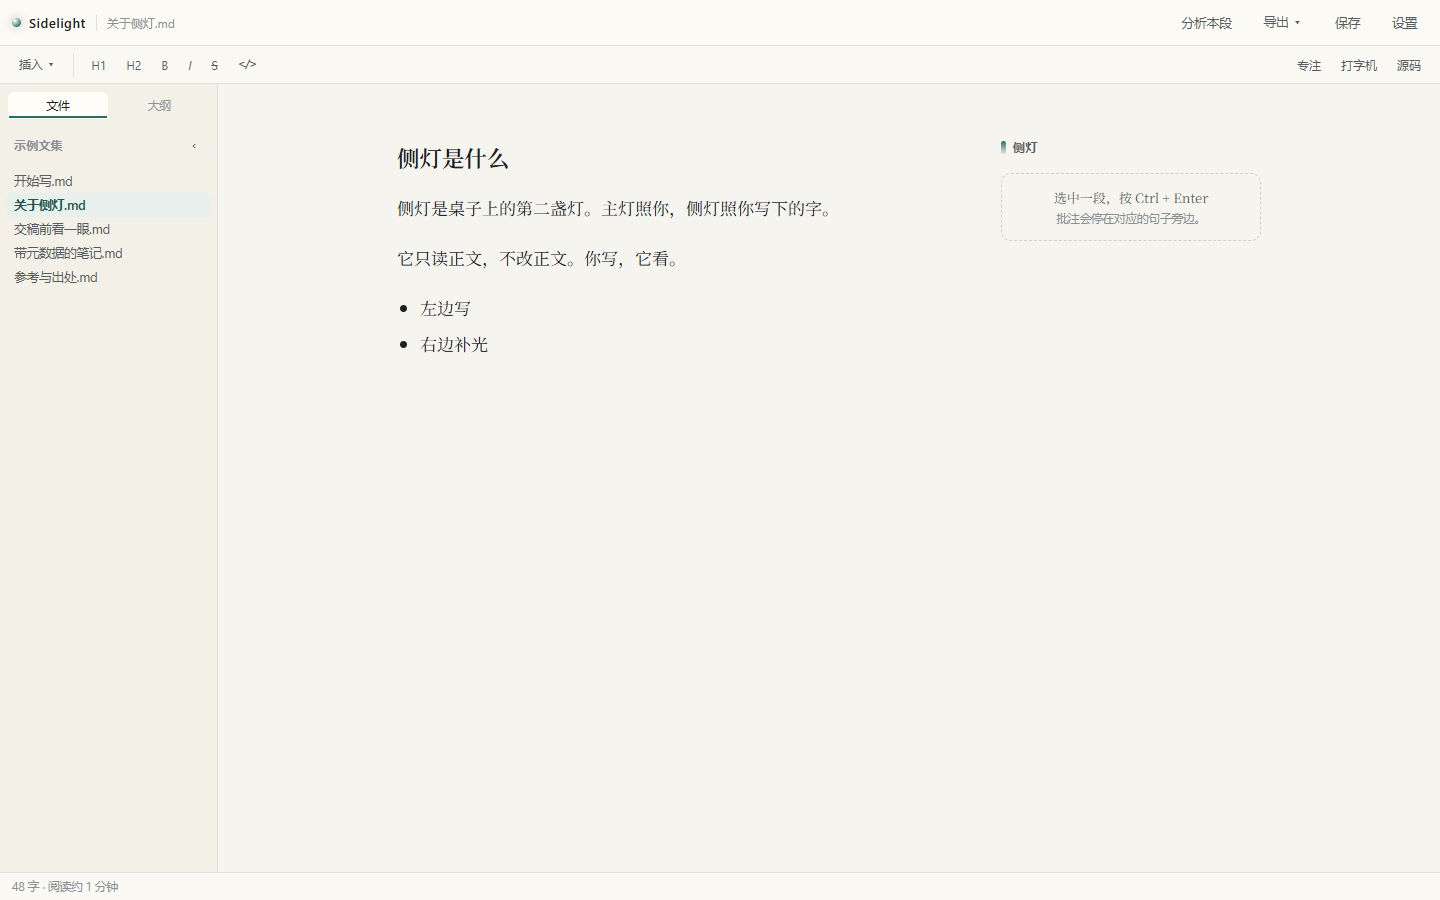 Sidelight 关于侧灯.md 分析本段 导出 保存 设置
插入 H1 H2 B I S </> 专注 打字机 源码
文件 大纲
示例文集
开始写.md
关于侧灯.md
交稿前看一眼.md
带元数据的笔记.md
参考与出处.md
侧灯是什么
侧灯是桌子上的第二盏灯。主灯照你，侧灯照你写下的字。
它只读正文，不改正文。你写，它看。
• 左边写
• 右边补光
侧灯
选中一段，按 Ctrl + Enter
批注会停在对应的句子旁边。
48 字 · 阅读约 1 分钟